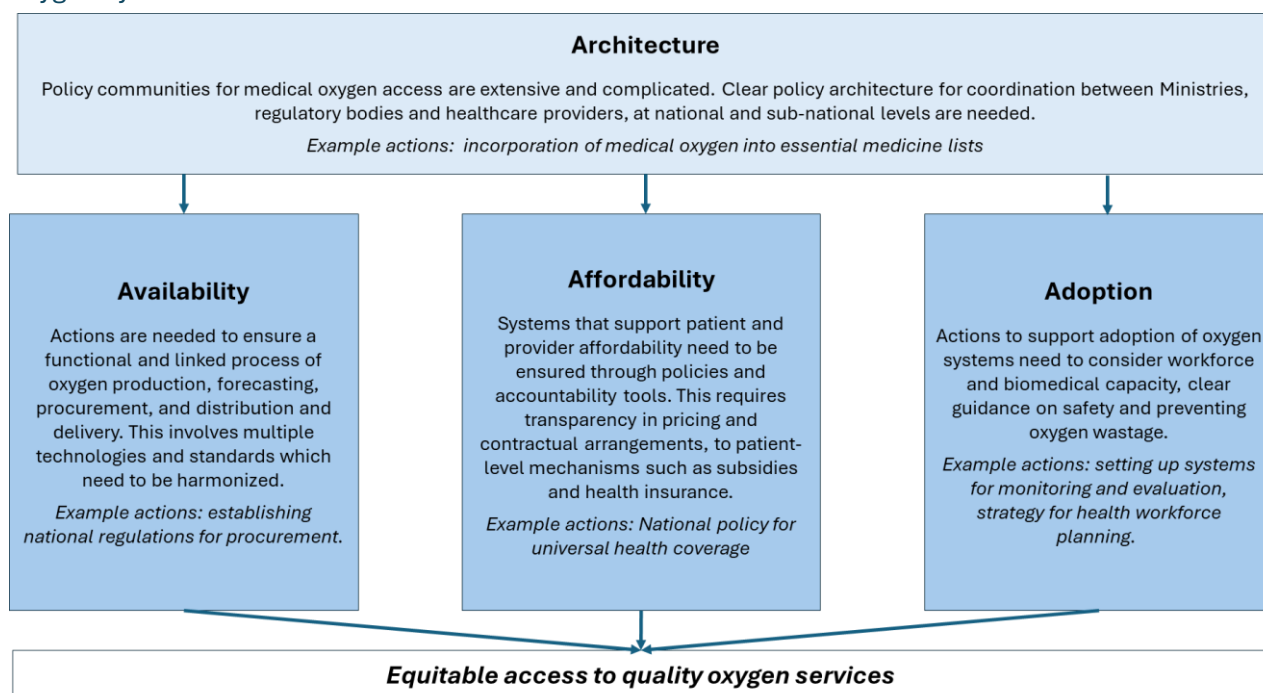 Architecture
Policy communities for medical oxygen access are extensive and complicated. Clear policy architecture for coordination between Ministries,
regulatory bodies and healthcare providers, at national and sub-national levels are needed.
Example actions: incorporation of medical oxygen into essential medicine lists
Availability
Actions are needed to ensure a
functional and linked process of
oxygen production, forecasting,
procurement, and distribution and
delivery. This involves multiple
technologies and standards which
need to be harmonized.
Example actions: establishing
national regulations for procurement.
Affordability
Systems that support patient and
provider affordability need to be
ensured through policies and
accountability tools. This requires
transparency in pricing and
contractual arrangements, to patient-
level mechanisms such as subsidies
and health insurance.
Example actions: National policy for
universal health coverage
Adoption
Actions to support adoption of oxygen
systems need to consider workforce
and biomedical capacity, clear
guidance on safety and preventing
oxygen wastage.
Example actions: setting up systems
for monitoring and evaluation,
strategy for health workforce
planning.
Equitable access to quality oxygen services